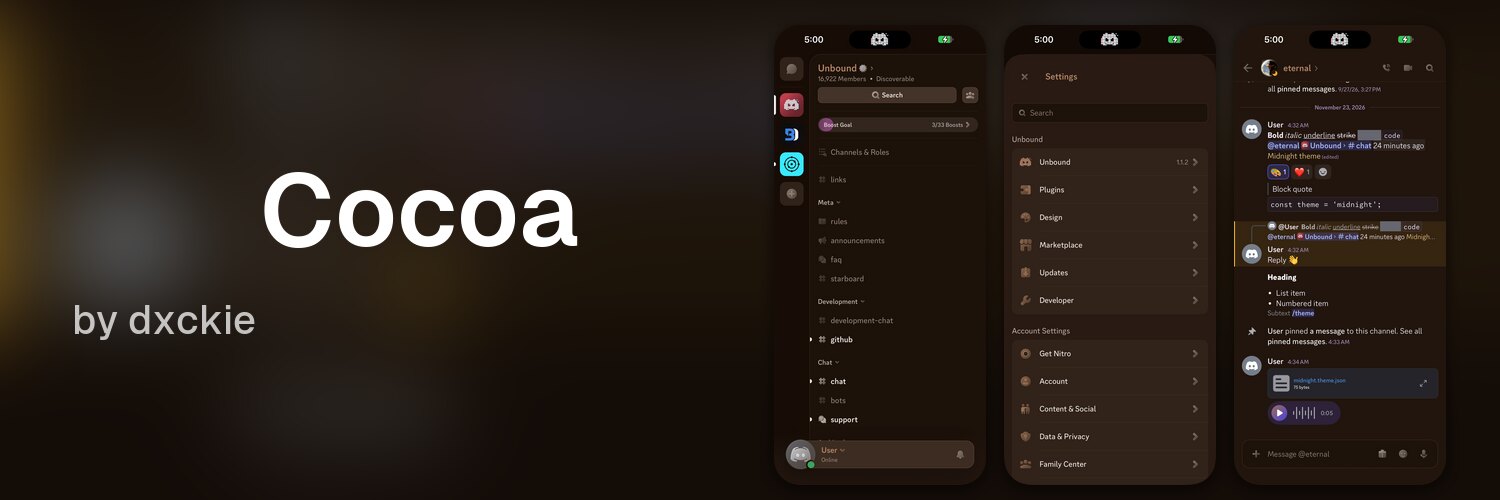 Cocoa
by dxckie
5:00
Unbound
16,922 Members • Discoverable
Search
Boost Goal
3/33 Boosts
Channels & Roles
links
Meta
rules
announcements
faq
starboard
Development
development-chat
github
Chat
chat
bots
support
User
Online
5:00
Settings
Search
Unbound
Unbound 1.1.2
Plugins
Design
Marketplace
Updates
Developer
Account Settings
Get Nitro
Account
Content & Social
Data & Privacy
Family Center
5:00
eternal
all pinned messages. 9/27/26, 3:27 PM
November 23, 2026
User 4:32 AM
Bold italic underline strike code
@eternal Unbound › # chat 24 minutes ago
Midnight theme (edited)
1 1
Block quote
const theme = 'midnight';
@User Bold italic underline strike code
@eternal Unbound › # chat 24 minutes ago Midnigh...
User 4:32 AM
Reply
Heading
• List item
• Numbered item
Subtext /theme
User pinned a message to this channel. See all
pinned messages. 4:33 AM
User 4:34 AM
midnight.theme.json
75 bytes
0:05
Message @eternal